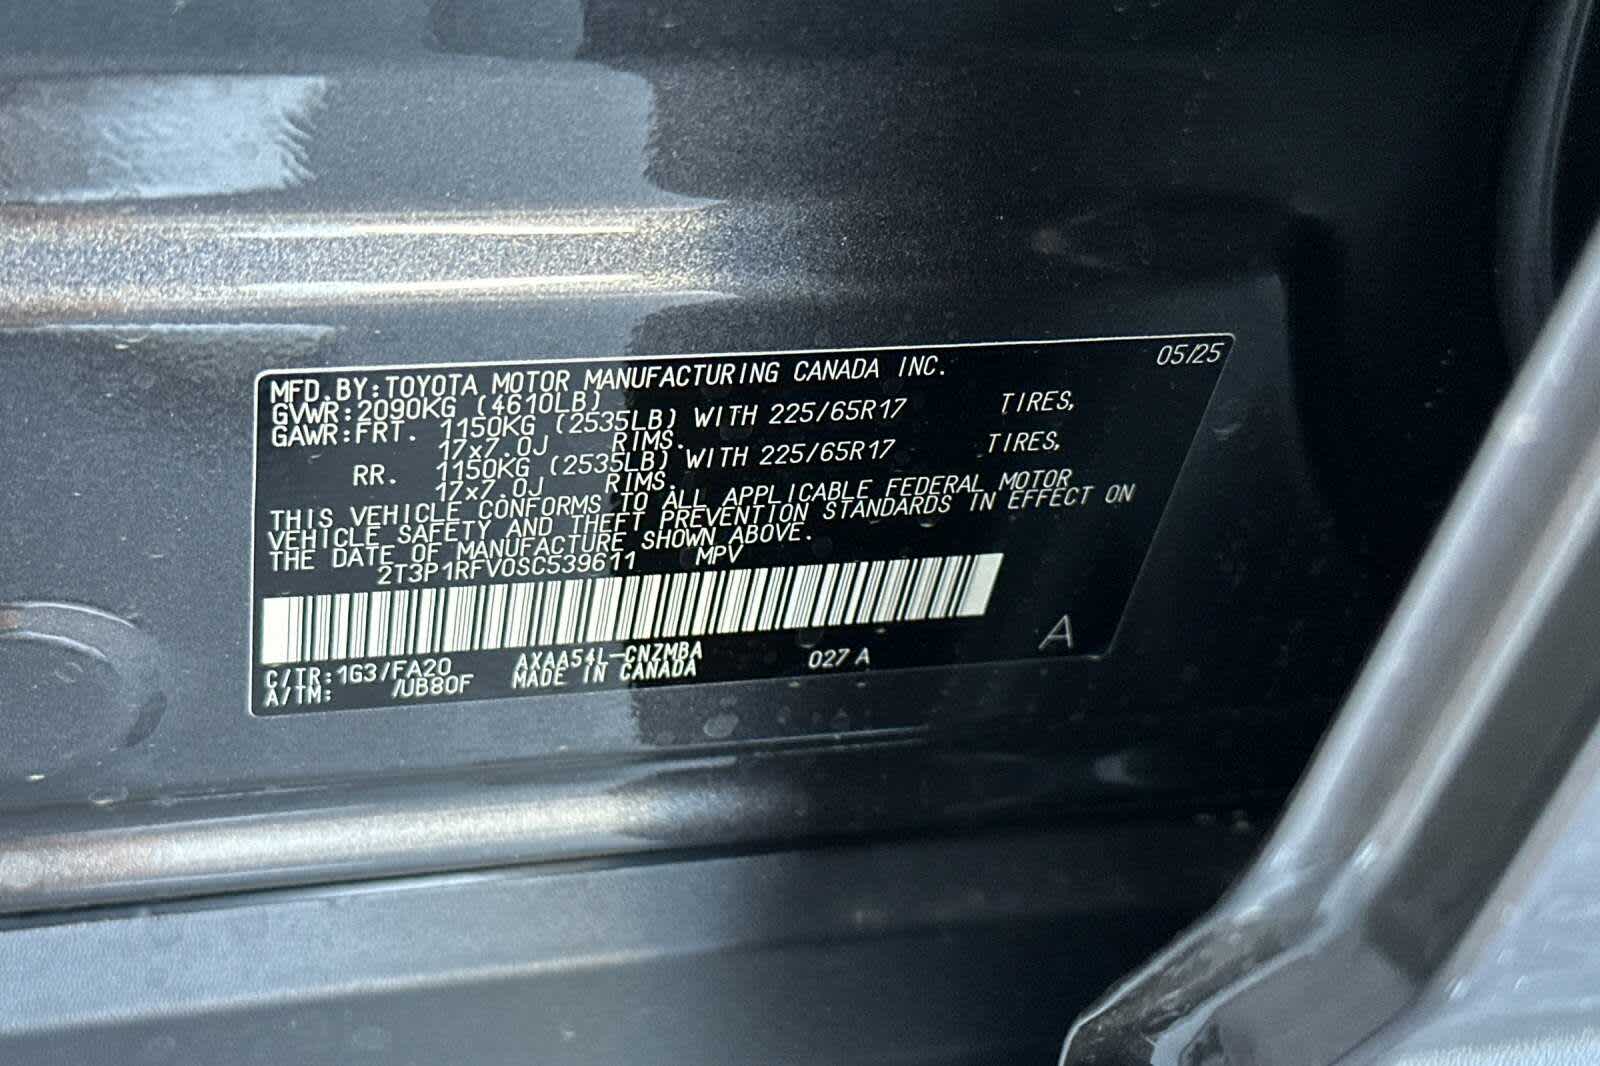 MFD.BY:TOYOTA MOTOR MANUFACTURING CANADA INC. 05/25
GVWR:2090KG (4610LB)
GAWR:FRT. 1150KG (2535LB) WITH 225/65R17 TIRES,
17x7.0J RIMS.
RR. 1150KG (2535LB) WITH 225/65R17 TIRES,
17x7.0J RIMS.
THIS VEHICLE CONFORMS TO ALL APPLICABLE FEDERAL MOTOR
VEHICLE SAFETY AND THEFT PREVENTION STANDARDS IN EFFECT ON
THE DATE OF MANUFACTURE SHOWN ABOVE.
2T3P1RFV0SC539611 MPV
C/TR:1G3/FA20 AXAA54L-CNZMBA 027 A A
A/TM: /UB80F MADE IN CANADA